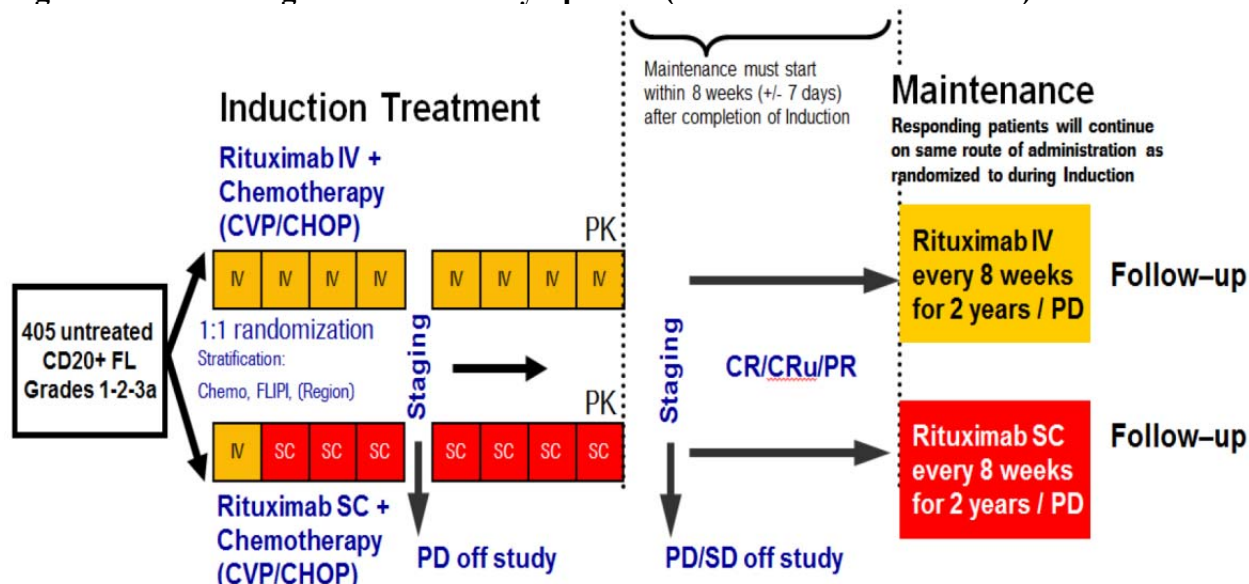 Maintenance must start
within 8 weeks (+/- 7 days)
after completion of Induction
Induction Treatment
Maintenance
Responding patients will continue
on same route of administration as
randomized to during Induction
Rituximab IV +
Chemotherapy
(CVP/CHOP)
PK
IV IV IV IV IV IV IV IV
Rituximab IV
every 8 weeks
for 2 years / PD
Follow–up
405 untreated
CD20+ FL
Grades 1-2-3a
1:1 randomization
Stratification:
Chemo, FLIPI, (Region)
Staging
Staging
CR/CRu/PR
PK
IV SC SC SC SC SC SC SC
Rituximab SC
every 8 weeks
for 2 years / PD
Follow–up
Rituximab SC +
Chemotherapy
(CVP/CHOP)
PD off study
PD/SD off study